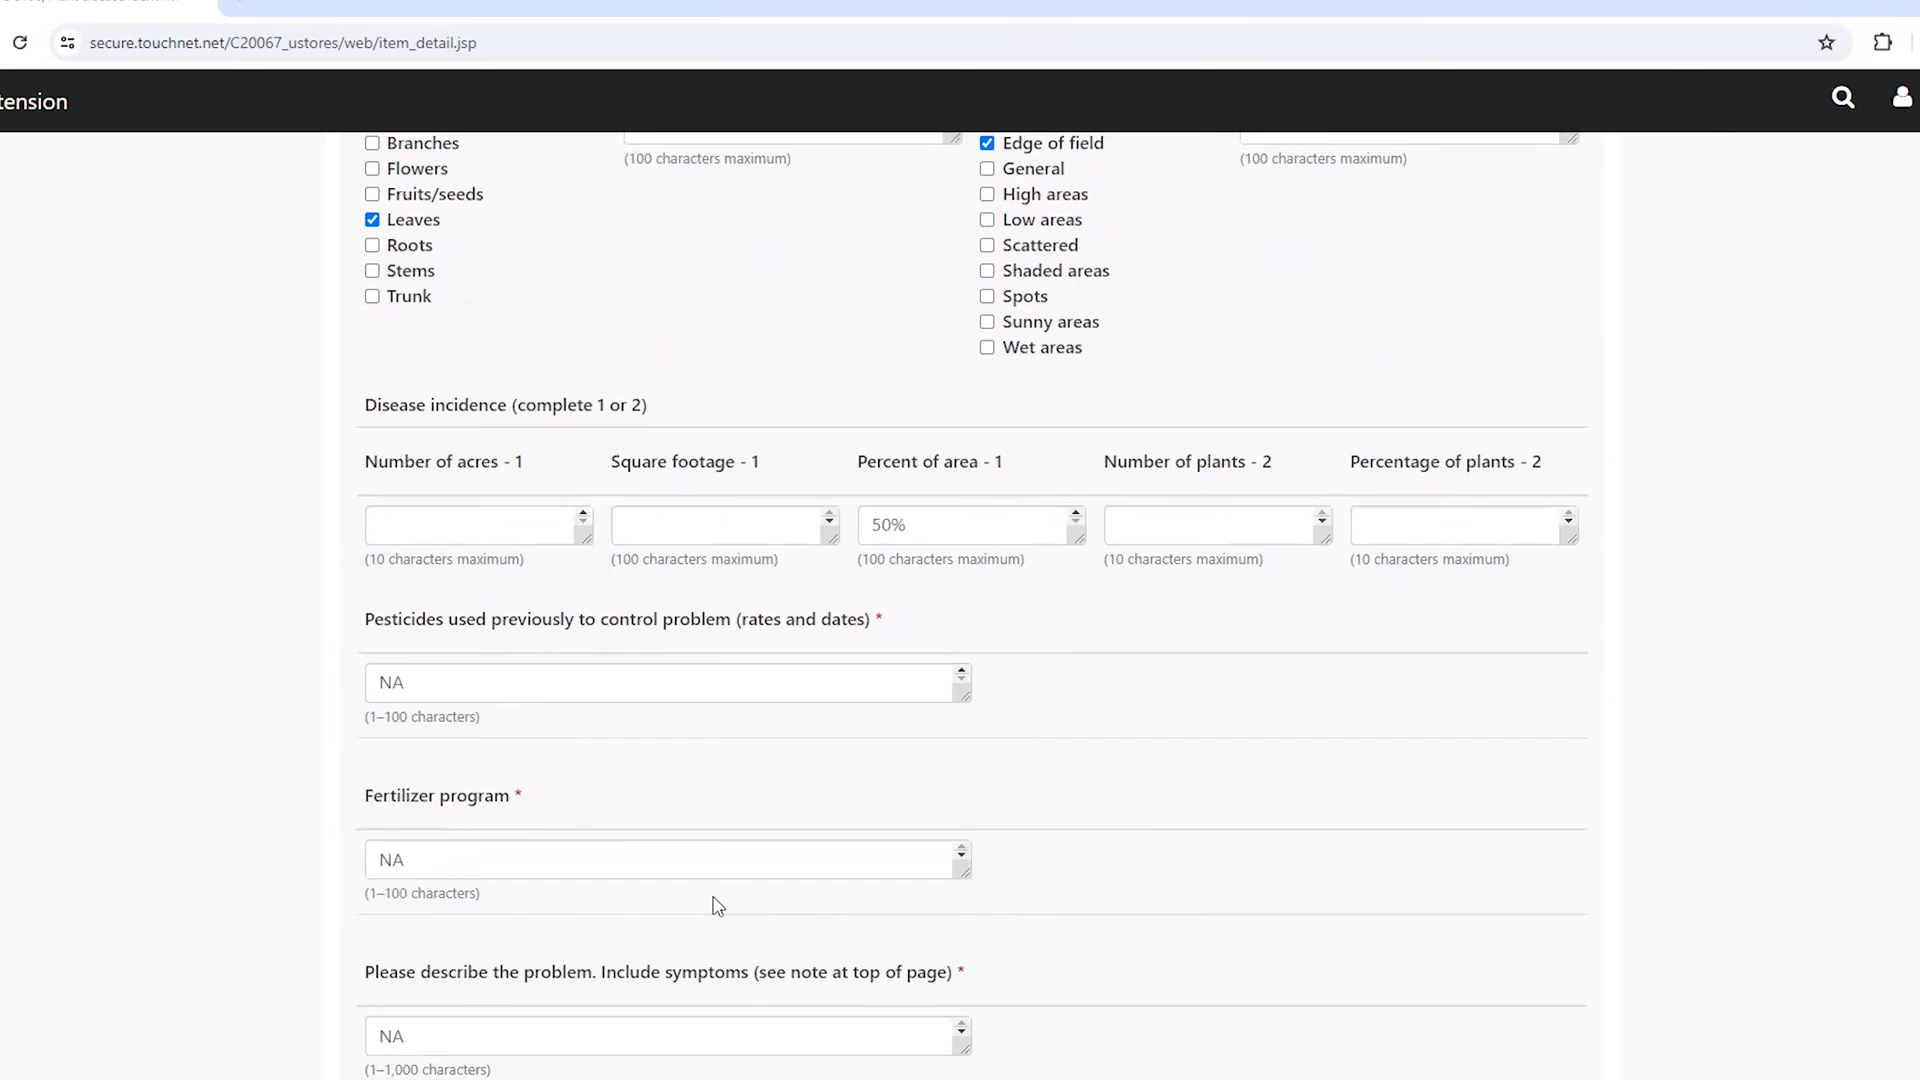 secure.touchnet.net/C20067_ustores/web/item_detail.jsp
tension
Branches
Flowers
Fruits/seeds
Leaves
Roots
Stems
Trunk
(100 characters maximum)
Edge of field
General
High areas
Low areas
Scattered
Shaded areas
Spots
Sunny areas
Wet areas
(100 characters maximum)
Disease incidence (complete 1 or 2)
Number of acres - 1 Square footage - 1 Percent of area - 1 Number of plants - 2 Percentage of plants - 2
50%
(10 characters maximum) (100 characters maximum) (100 characters maximum) (10 characters maximum) (10 characters maximum)
Pesticides used previously to control problem (rates and dates) *
NA
(1–100 characters)
Fertilizer program *
NA
(1–100 characters)
Please describe the problem. Include symptoms (see note at top of page) *
NA
(1–1,000 characters)